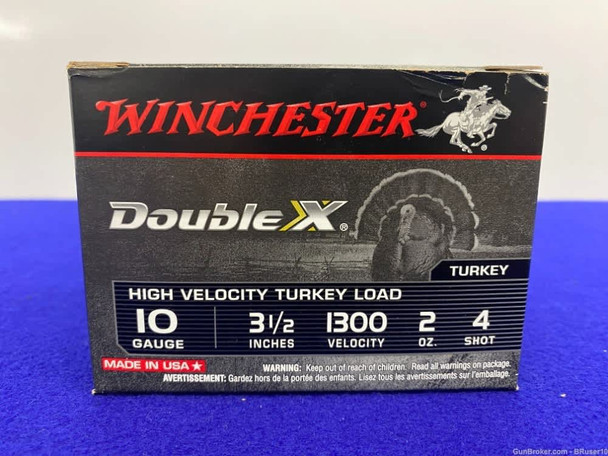 WINCHESTER®
Double X®
TURKEY
HIGH VELOCITY TURKEY LOAD
10 3 1/2 1300 2 4
GAUGE INCHES VELOCITY OZ. SHOT
MADE IN USA★
WARNING: Keep out of reach of children. Read all warnings on package.
AVERTISSEMENT: Gardez hors de la portée des enfants. Lisez tous les avertissements sur l'emballage.
GunBroker.com - BRuser10